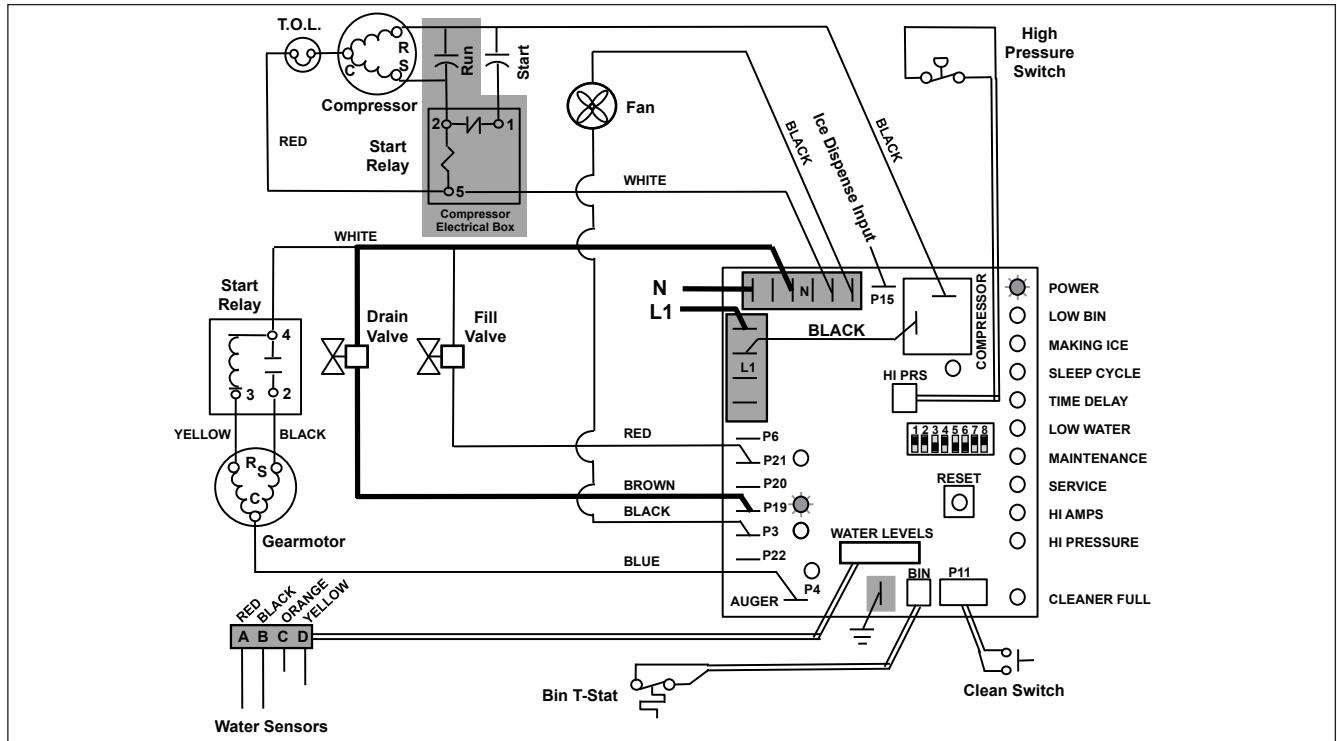 T.O.L.
R
S
C
Compressor
Run
Start
2
1
5
Start
Relay
Compressor
Electrical Box
RED
WHITE
Fan
BLACK
Ice Dispense Input
BLACK
High
Pressure
Switch
WHITE
Start
Relay
4
3
2
YELLOW
BLACK
R
S
C
Gearmotor
Drain
Valve
Fill
Valve
N
L1
N
L1
BLACK
P15
COMPRESSOR
HI PRS
1 2 3 4 5 6 7 8
RESET
POWER
LOW BIN
MAKING ICE
SLEEP CYCLE
TIME DELAY
LOW WATER
MAINTENANCE
SERVICE
HI AMPS
HI PRESSURE
CLEANER FULL
RED
BROWN
BLACK
BLUE
P6
P21
P20
P19
P3
P22
P4
AUGER
WATER LEVELS
BIN
P11
RED
BLACK
ORANGE
YELLOW
A B C D
Water Sensors
Bin T-Stat
Clean Switch